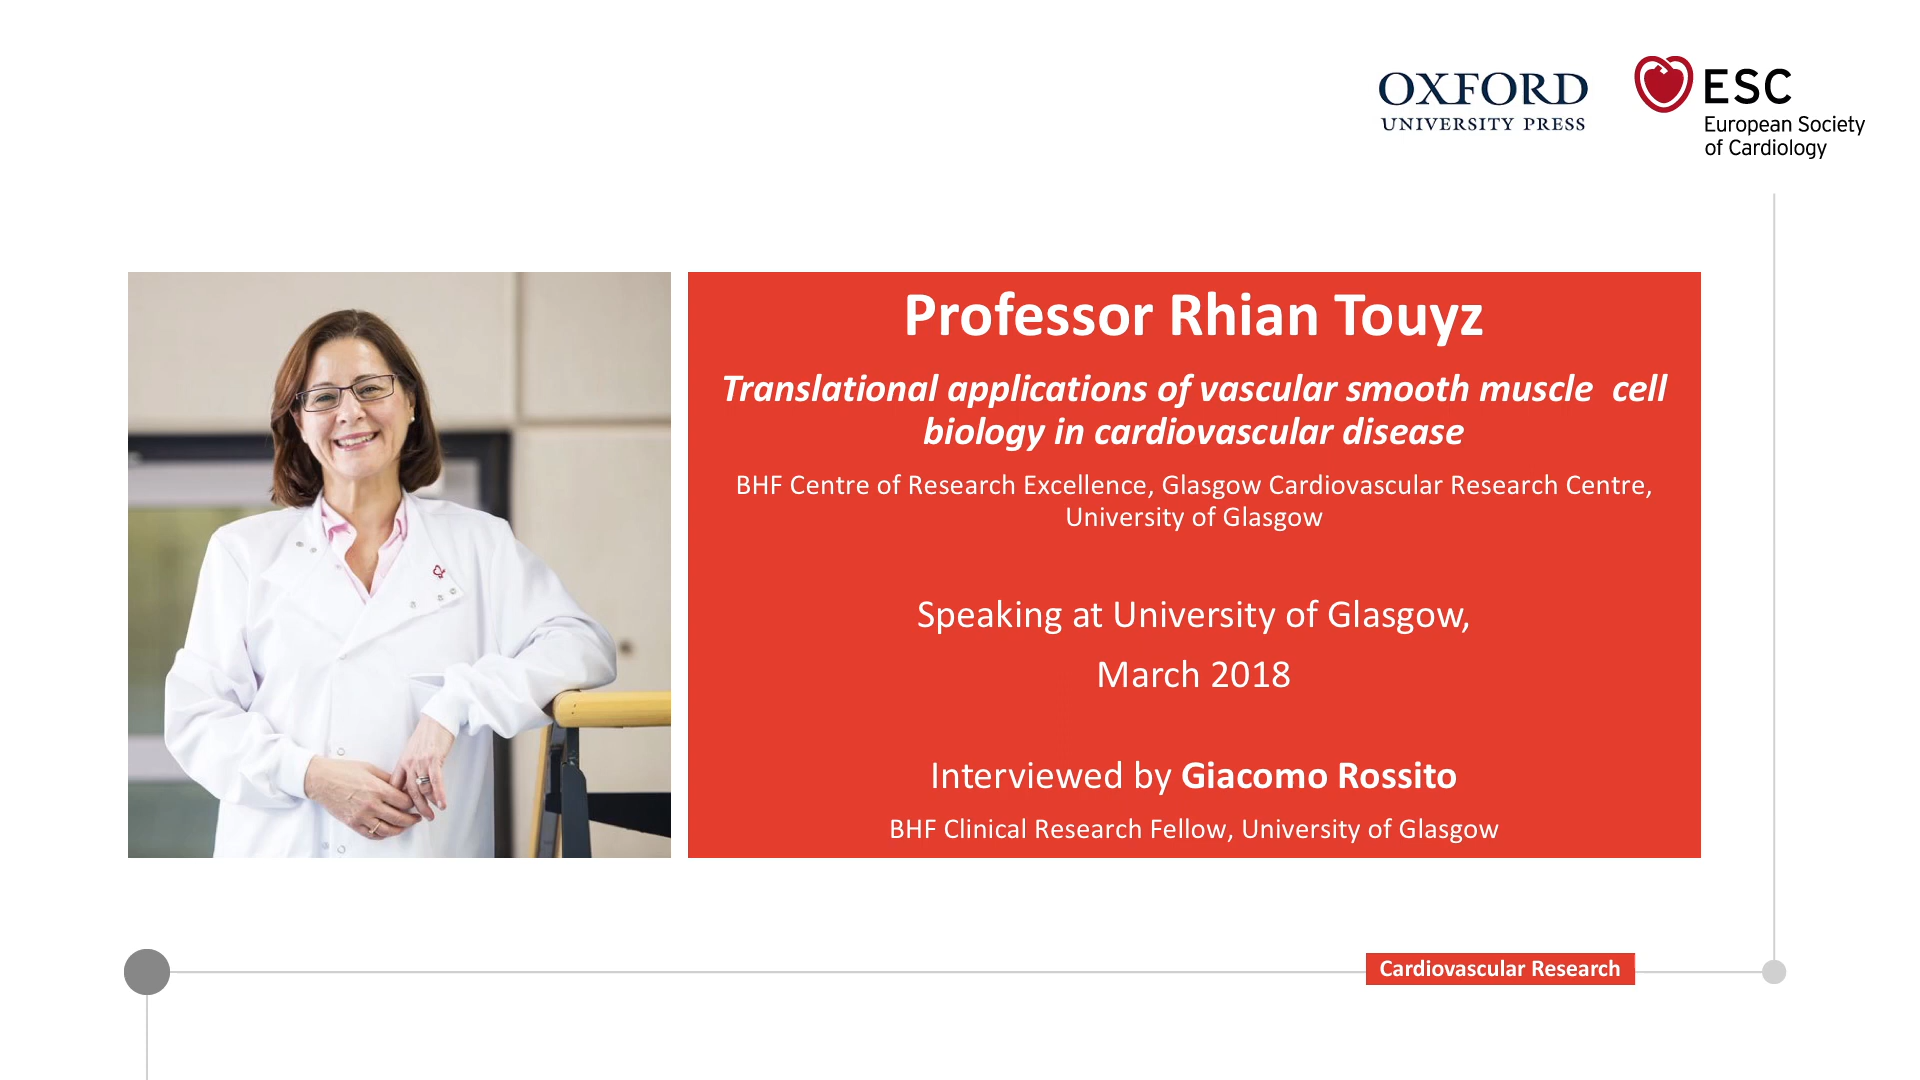 OXFORD
UNIVERSITY PRESS
ESC
European Society
of Cardiology
Professor Rhian Touyz
Translational applications of vascular smooth muscle  cell
biology in cardiovascular disease
BHF Centre of Research Excellence, Glasgow Cardiovascular Research Centre,
University of Glasgow
Speaking at University of Glasgow,
March 2018
Interviewed by Giacomo Rossito
BHF Clinical Research Fellow, University of Glasgow
Cardiovascular Research